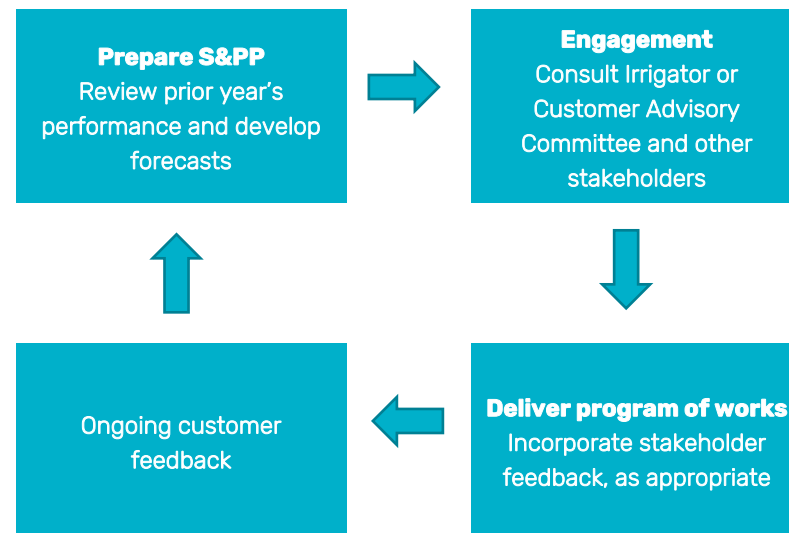 Prepare S&PP
Review prior year's
performance and develop
forecasts
Engagement
Consult Irrigator or
Customer Advisory
Committee and other
stakeholders
Deliver program of works
Incorporate stakeholder
feedback, as appropriate
Ongoing customer
feedback